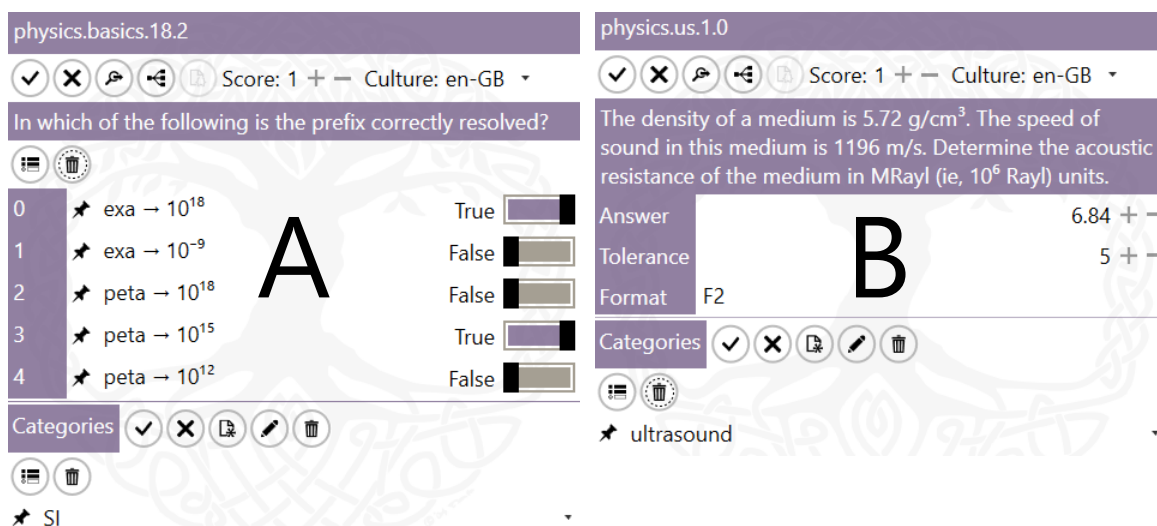 physics.basics.18.2
Score: 1 + − Culture: en-GB
In which of the following is the prefix correctly resolved?
0 exa → 10¹⁸ True
1 exa → 10⁻⁹ False
2 peta → 10¹⁸ False
3 peta → 10¹⁵ True
4 peta → 10¹² False
Categories
SI
A
physics.us.1.0
Score: 1 + − Culture: en-GB
The density of a medium is 5.72 g/cm³. The speed of
sound in this medium is 1196 m/s. Determine the acoustic
resistance of the medium in MRayl (ie, 10⁶ Rayl) units.
Answer 6.84 + −
Tolerance 5 + −
Format F2
Categories
ultrasound
B